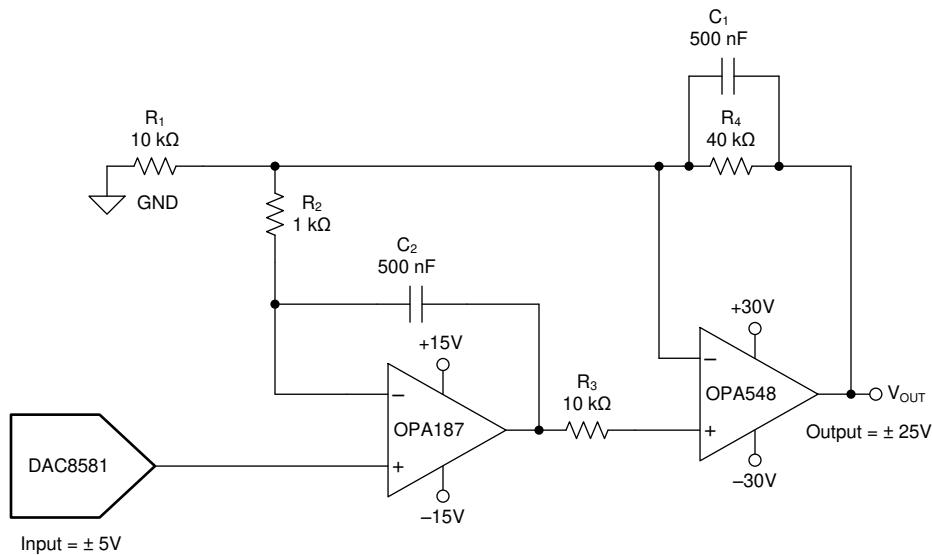 C₁
500 nF
R₁
10 kΩ
R₄
40 kΩ
GND
R₂
1 kΩ
C₂
500 nF
+15V
+30V
R₃
10 kΩ
–
OPA187
+
–
OPA548
+
V_OUT
Output = ± 25V
DAC8581
–15V
–30V
Input = ± 5V